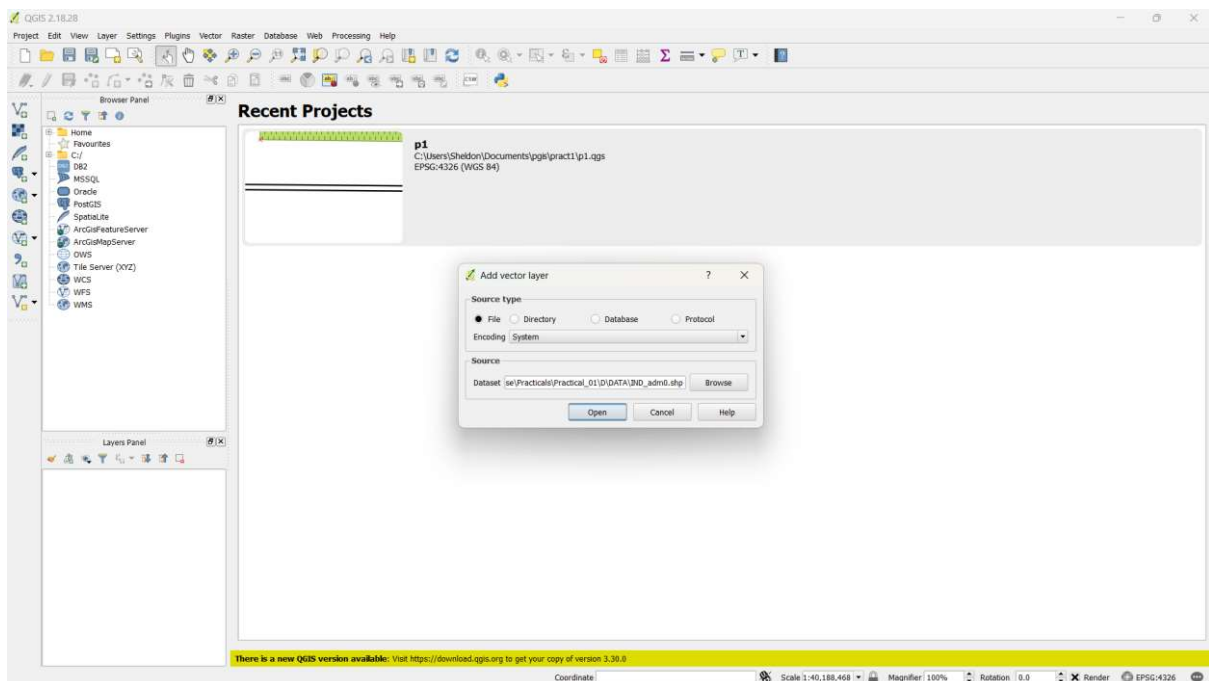 QGIS 2.18.28
Project Edit View Layer Settings Plugins Vector Raster Database Web Processing Help
Browser Panel
Home
Favourites
C:/
DB2
MSSQL
Oracle
PostGIS
SpatiaLite
ArcGisFeatureServer
ArcGisMapServer
OWS
Tile Server (XYZ)
WCS
WFS
WMS
Layers Panel
Recent Projects
p1
C:\Users\Sheldon\Documents\pgis\pract1\p1.qgs
EPSG:4326 (WGS 84)
Add vector layer ?
Source type
File Directory Database Protocol
Encoding System
Source
Dataset se\Practicals\Practical_01\D\DATA\IND_adm0.shp Browse
Open Cancel Help
There is a new QGIS version available: Visit https://download.qgis.org to get your copy of version 3.30.0
Coordinate Scale 1:40,188,468 Magnifier 100% Rotation 0.0 Render EPSG:4326